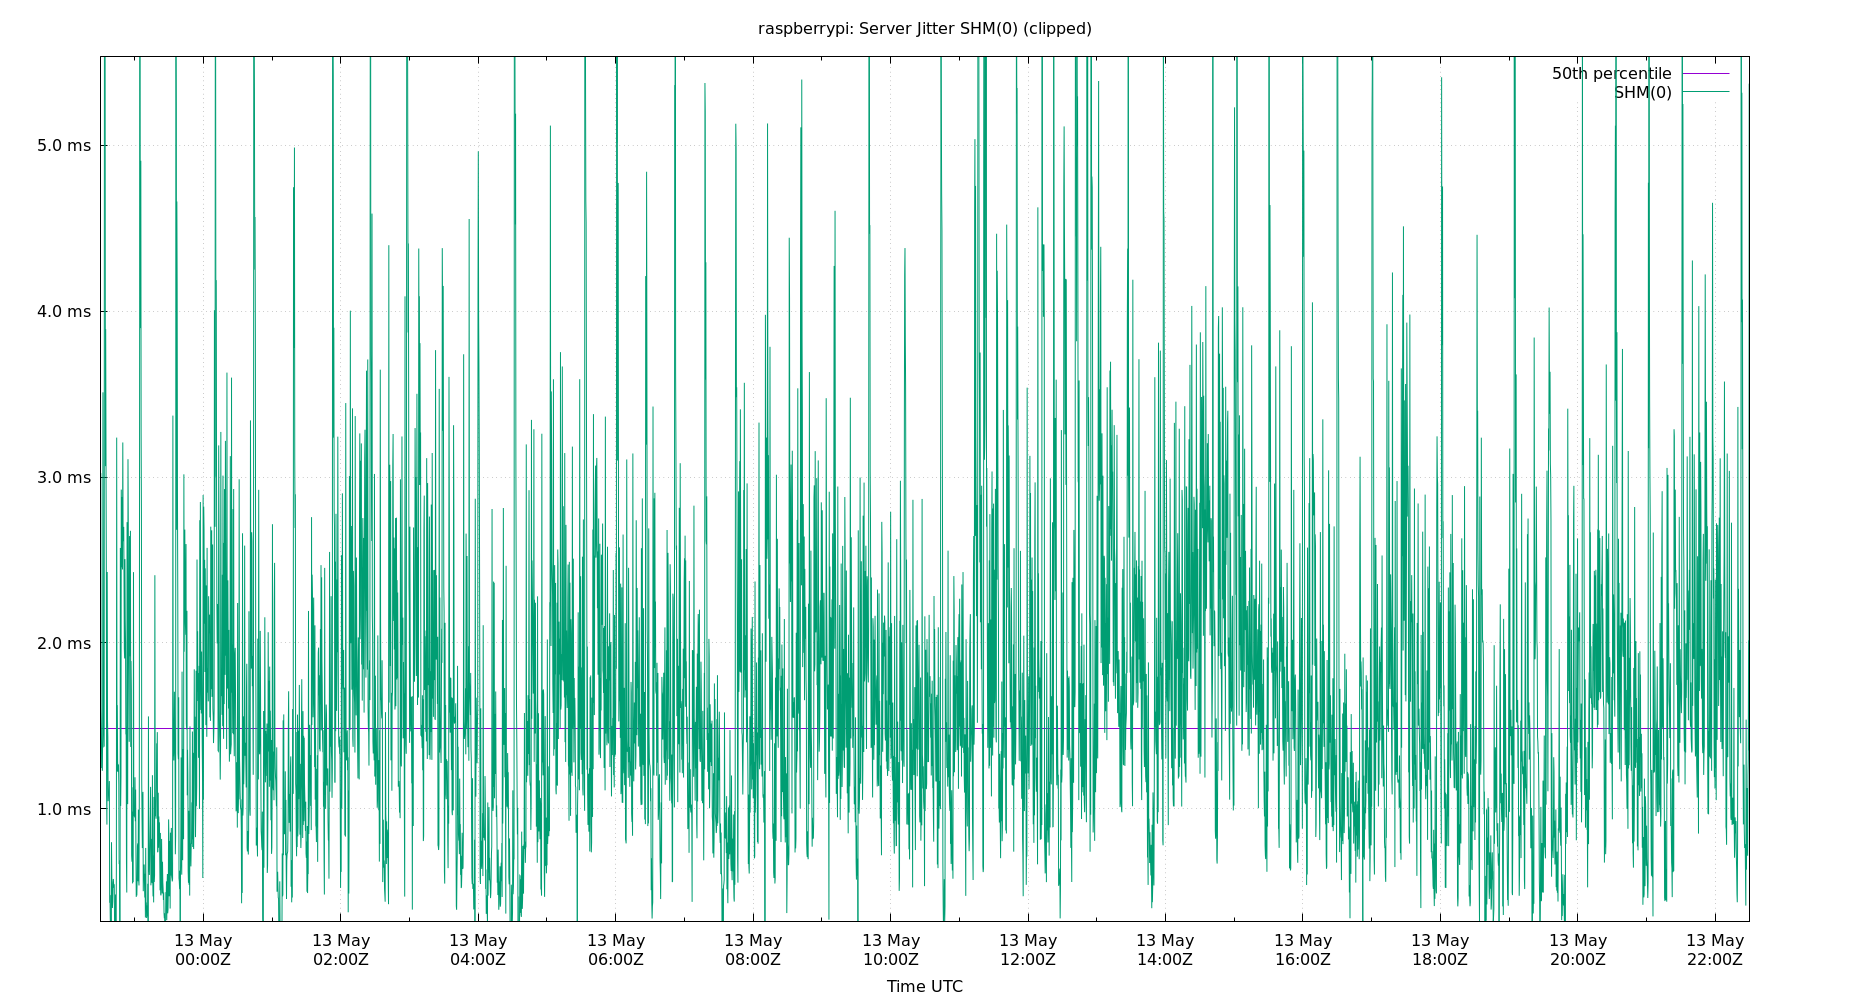 raspberrypi: Server Jitter SHM(0) (clipped)
50th percentile
SHM(0)
5.0 ms
4.0 ms
3.0 ms
2.0 ms
1.0 ms
13 May 13 May 13 May 13 May 13 May 13 May 13 May 13 May 13 May 13 May 13 May 13 May
00:00Z 02:00Z 04:00Z 06:00Z 08:00Z 10:00Z 12:00Z 14:00Z 16:00Z 18:00Z 20:00Z 22:00Z
Time UTC